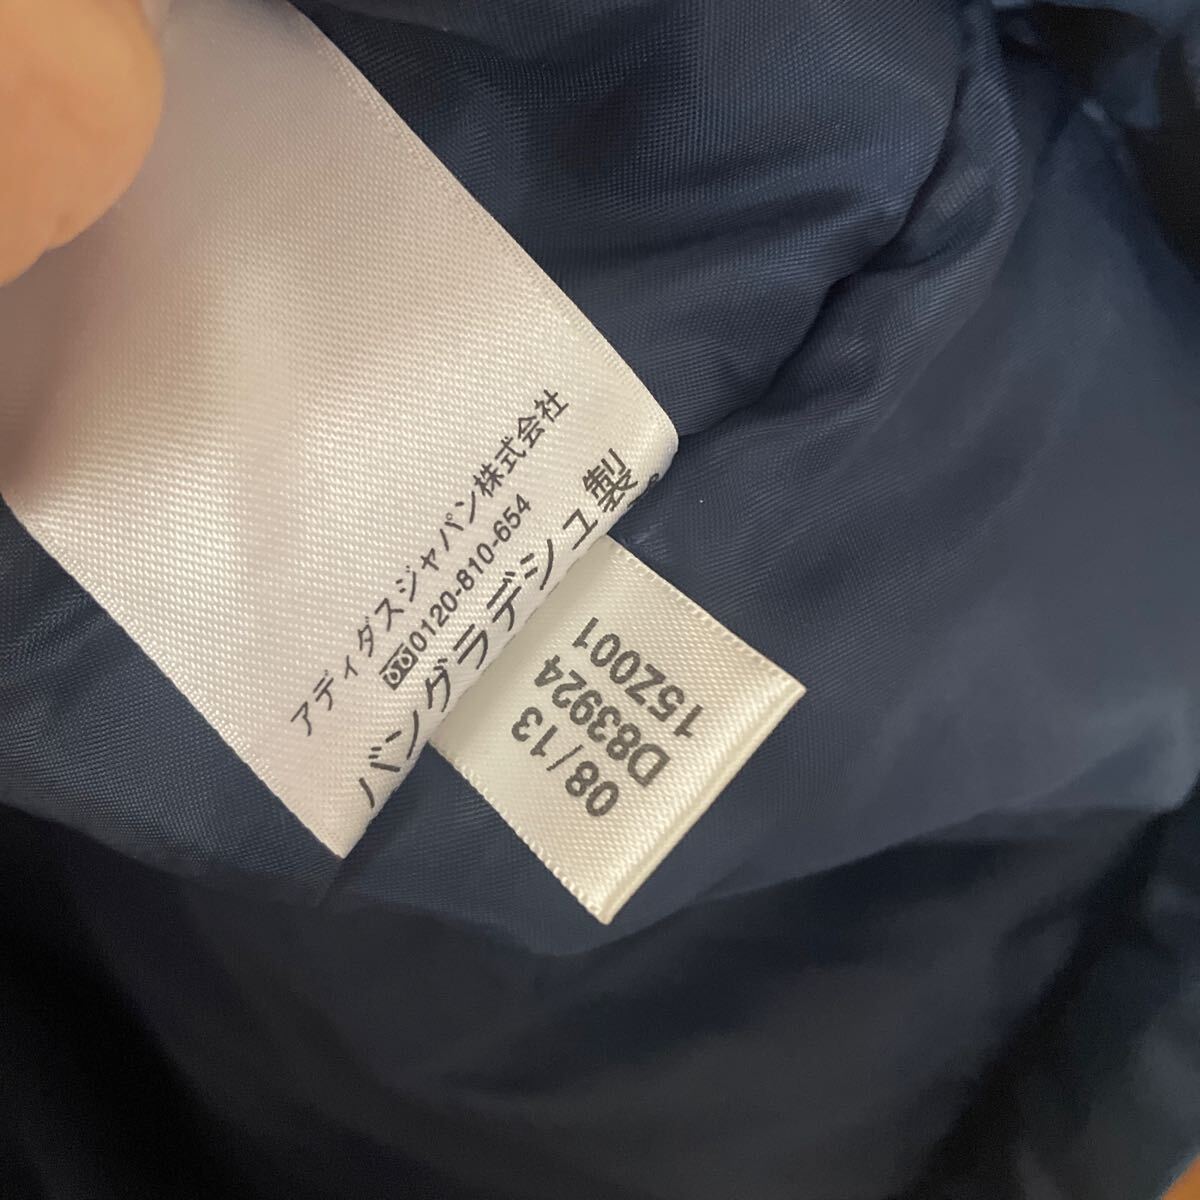 アディダスジャパン株式会社
0120-810-654
バングラデシュ製
08/13
D83924
15Z001